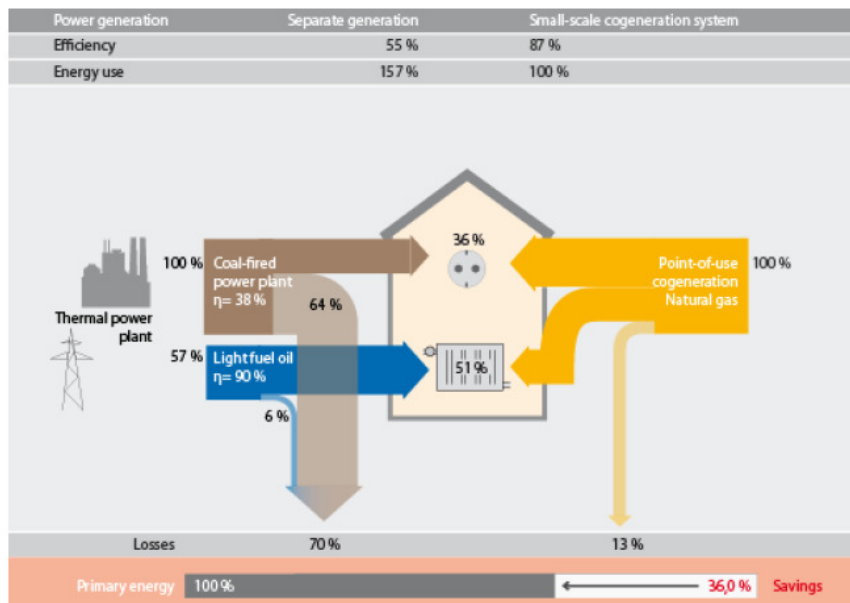 Power generation Separate generation Small-scale cogeneration system
Efficiency 55 % 87 %
Energy use 157 % 100 %
36 %
100 % Coal-fired power plant η= 38 %
64 %
Point-of-use cogeneration Natural gas 100 %
Thermal power plant
57 % Light fuel oil η= 90 %
51 %
6 %
Losses 70 % 13 %
Primary energy 100 % 36,0 % Savings